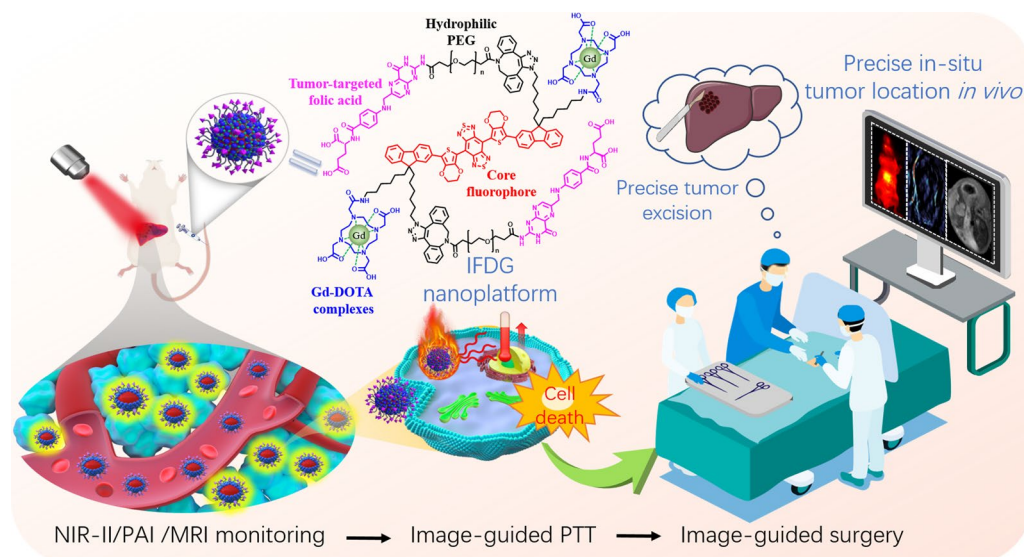 Hydrophilic
PEG
Tumor-targeted
folic acid
Core
fluorophore
Gd
Gd
Gd-DOTA
complexes
IFDG
nanoplatform
Cell
death
Precise tumor
excision
Precise in-situ
tumor location in vivo
NIR-II/PAI /MRI monitoring
Image-guided PTT
Image-guided surgery